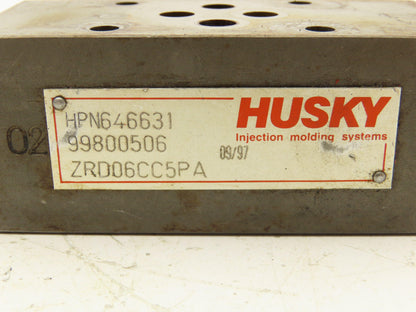 HPN646631
99800506
ZRD06CC5PA
09/97
HUSKY
Injection molding systems
02